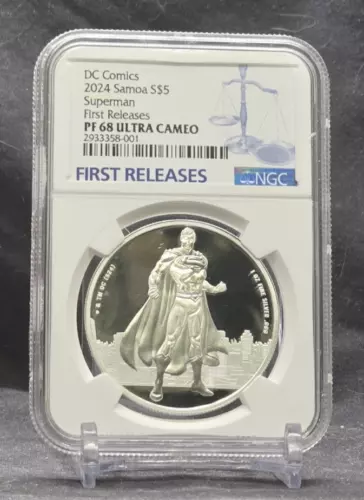 DC Comics
2024 Samoa S$5
Superman
First Releases
PF 68 ULTRA CAMEO
2933358-001
FIRST RELEASES
NGC
1 OZ FINE SILVER .999